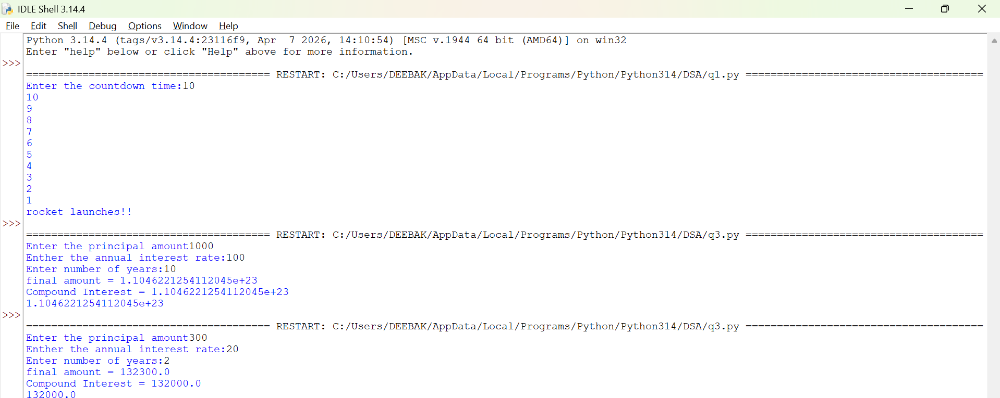 IDLE Shell 3.14.4
File Edit Shell Debug Options Window Help
Python 3.14.4 (tags/v3.14.4:23116f9, Apr  7 2026, 14:10:54) [MSC v.1944 64 bit (AMD64)] on win32
Enter "help" below or click "Help" above for more information.
>>>
======================================= RESTART: C:/Users/DEEBAK/AppData/Local/Programs/Python/Python314/DSA/q1.py ======================================
Enter the countdown time:10
10
9
8
7
6
5
4
3
2
1
rocket launches!!
>>>
======================================= RESTART: C:/Users/DEEBAK/AppData/Local/Programs/Python/Python314/DSA/q3.py ======================================
Enter the principal amount1000
Enther the annual interest rate:100
Enter number of years:10
final amount = 1.1046221254112045e+23
Compound Interest = 1.1046221254112045e+23
1.1046221254112045e+23
>>>
======================================= RESTART: C:/Users/DEEBAK/AppData/Local/Programs/Python/Python314/DSA/q3.py ======================================
Enter the principal amount300
Enther the annual interest rate:20
Enter number of years:2
final amount = 132300.0
Compound Interest = 132000.0
132000.0